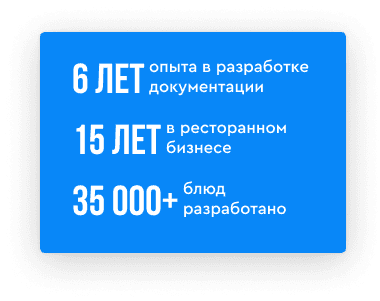 6 ЛЕТ опыта в разработке
документации
15 ЛЕТ в ресторанном
бизнесе
35 000+ блюд
разработано